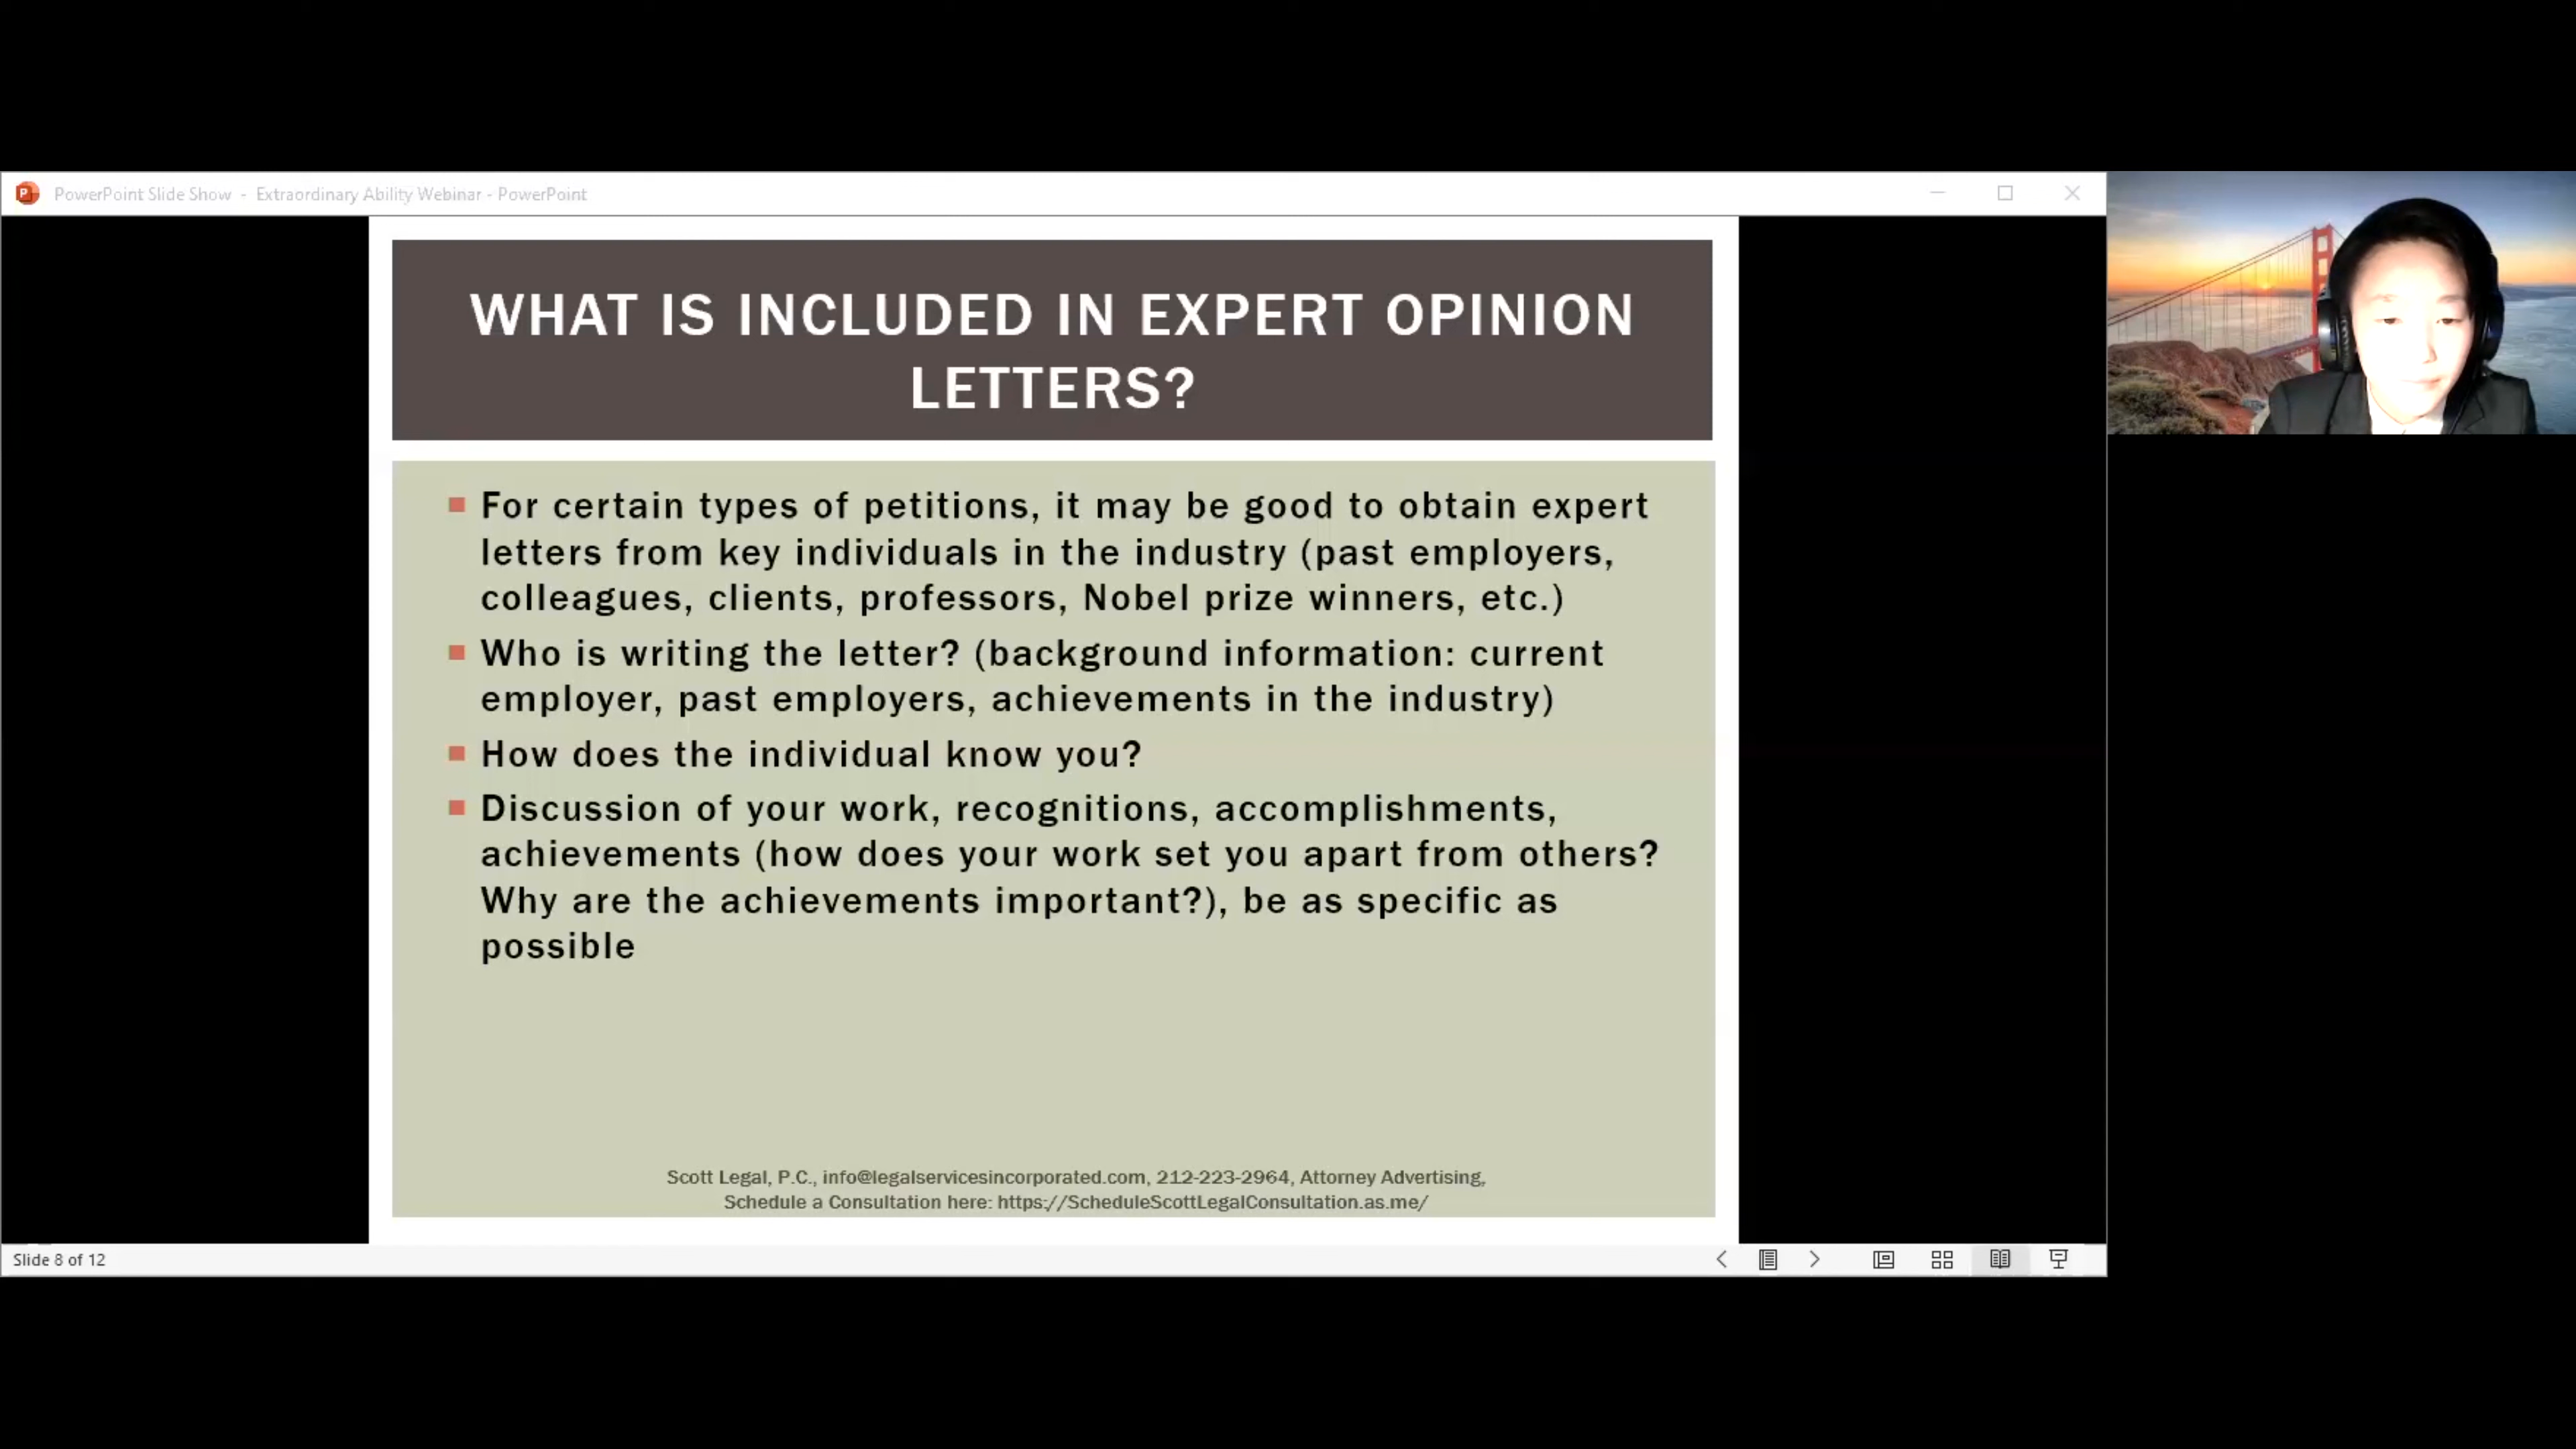 PowerPoint Slide Show - Extraordinary Ability Webinar - PowerPoint
WHAT IS INCLUDED IN EXPERT OPINION
LETTERS?
For certain types of petitions, it may be good to obtain expert
letters from key individuals in the industry (past employers,
colleagues, clients, professors, Nobel prize winners, etc.)
Who is writing the letter? (background information: current
employer, past employers, achievements in the industry)
How does the individual know you?
Discussion of your work, recognitions, accomplishments,
achievements (how does your work set you apart from others?
Why are the achievements important?), be as specific as
possible
Scott Legal, P.C., info@legalservicesincorporated.com, 212-223-2964, Attorney Advertising,
Schedule a Consultation here: https://ScheduleScottLegalConsultation.as.me/
Slide 8 of 12